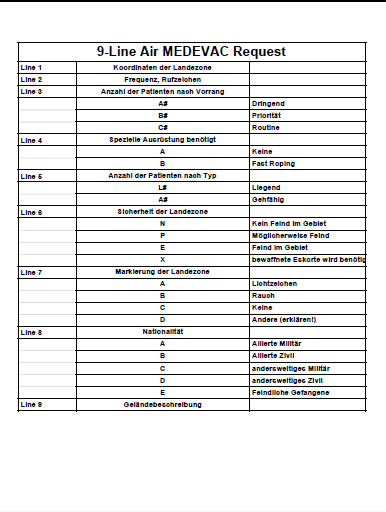 9-Line Air MEDEVAC Request
Line 1 Koordinaten der Landezone
Line 2 Frequenz, Rufzeichen
Line 3 Anzahl der Patienten nach Vorrang
A# Dringend
B# Priorität
C# Routine
Line 4 Spezielle Ausrüstung benötigt
A Keine
B Fast Roping
Line 5 Anzahl der Patienten nach Typ
L# Liegend
A# Gehfähig
Line 6 Sicherheit der Landezone
N Kein Feind im Gebiet
P Möglicherweise Feind
E Feind im Gebiet
X bewaffnete Eskorte wird benötig
Line 7 Markierung der Landezone
A Lichtzeichen
B Rauch
C Keine
D Andere (erklären!)
Line 8 Nationalität
A Alliierte Militär
B Alliierte Zivil
C anderweitiges Militär
D anderweitiges Zivil
E Feindliche Gefangene
Line 9 Geländebeschreibung